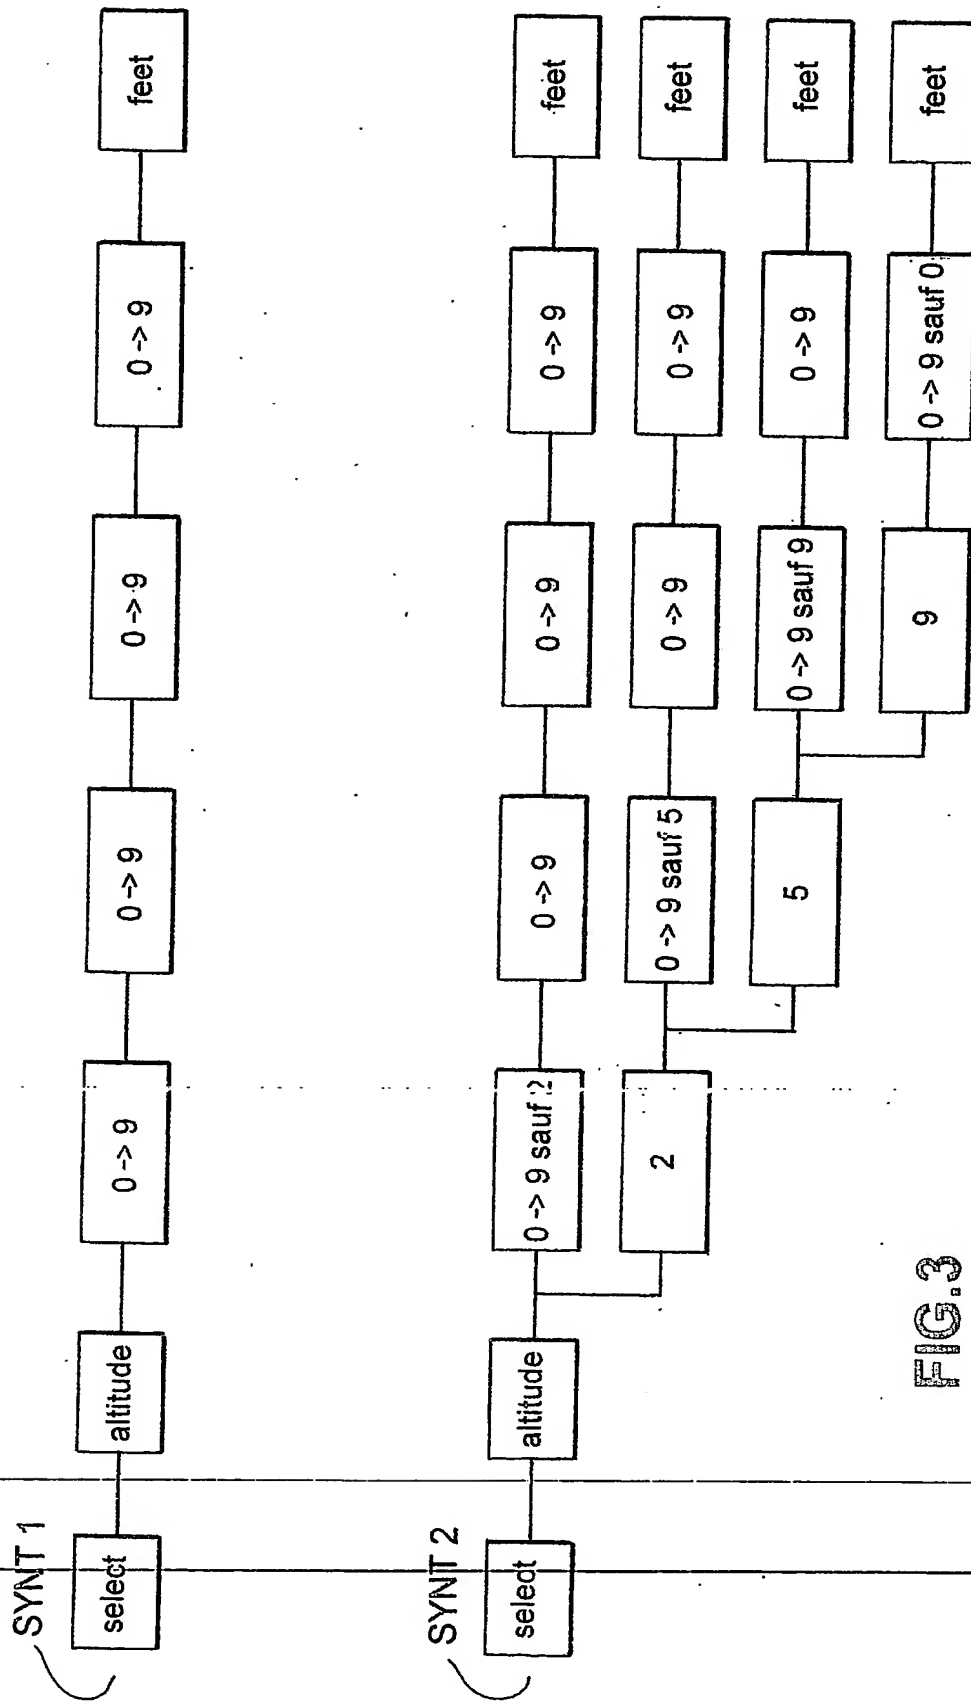 SYNT 1
select
altitude
0 -> 9
0 -> 9
0 -> 9
0 -> 9
feet
SYNT 2
select
altitude
0 -> 9 sauf 2
0 -> 9
0 -> 9
0 -> 9
feet
2
0 -> 9 sauf 5
0 -> 9
0 -> 9
feet
5
0 -> 9 sauf 9
0 -> 9
feet
9
0 -> 9 sauf 0
feet
FIG.3